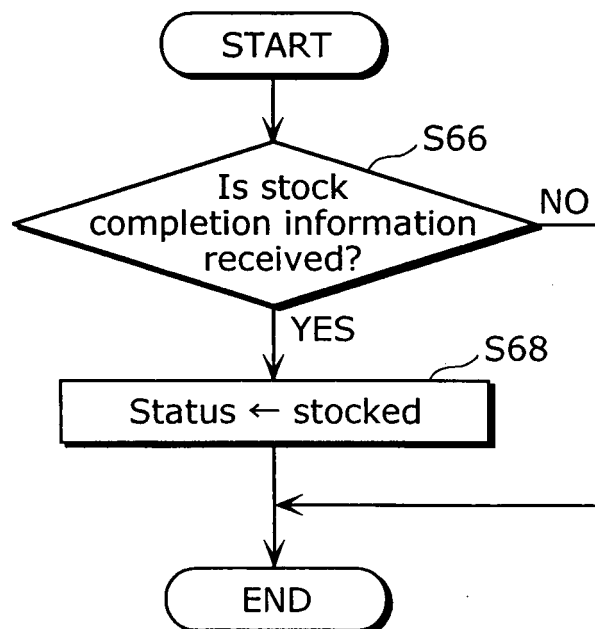 START
S66
Is stock
completion information
received?
NO
YES
S68
Status ← stocked
END